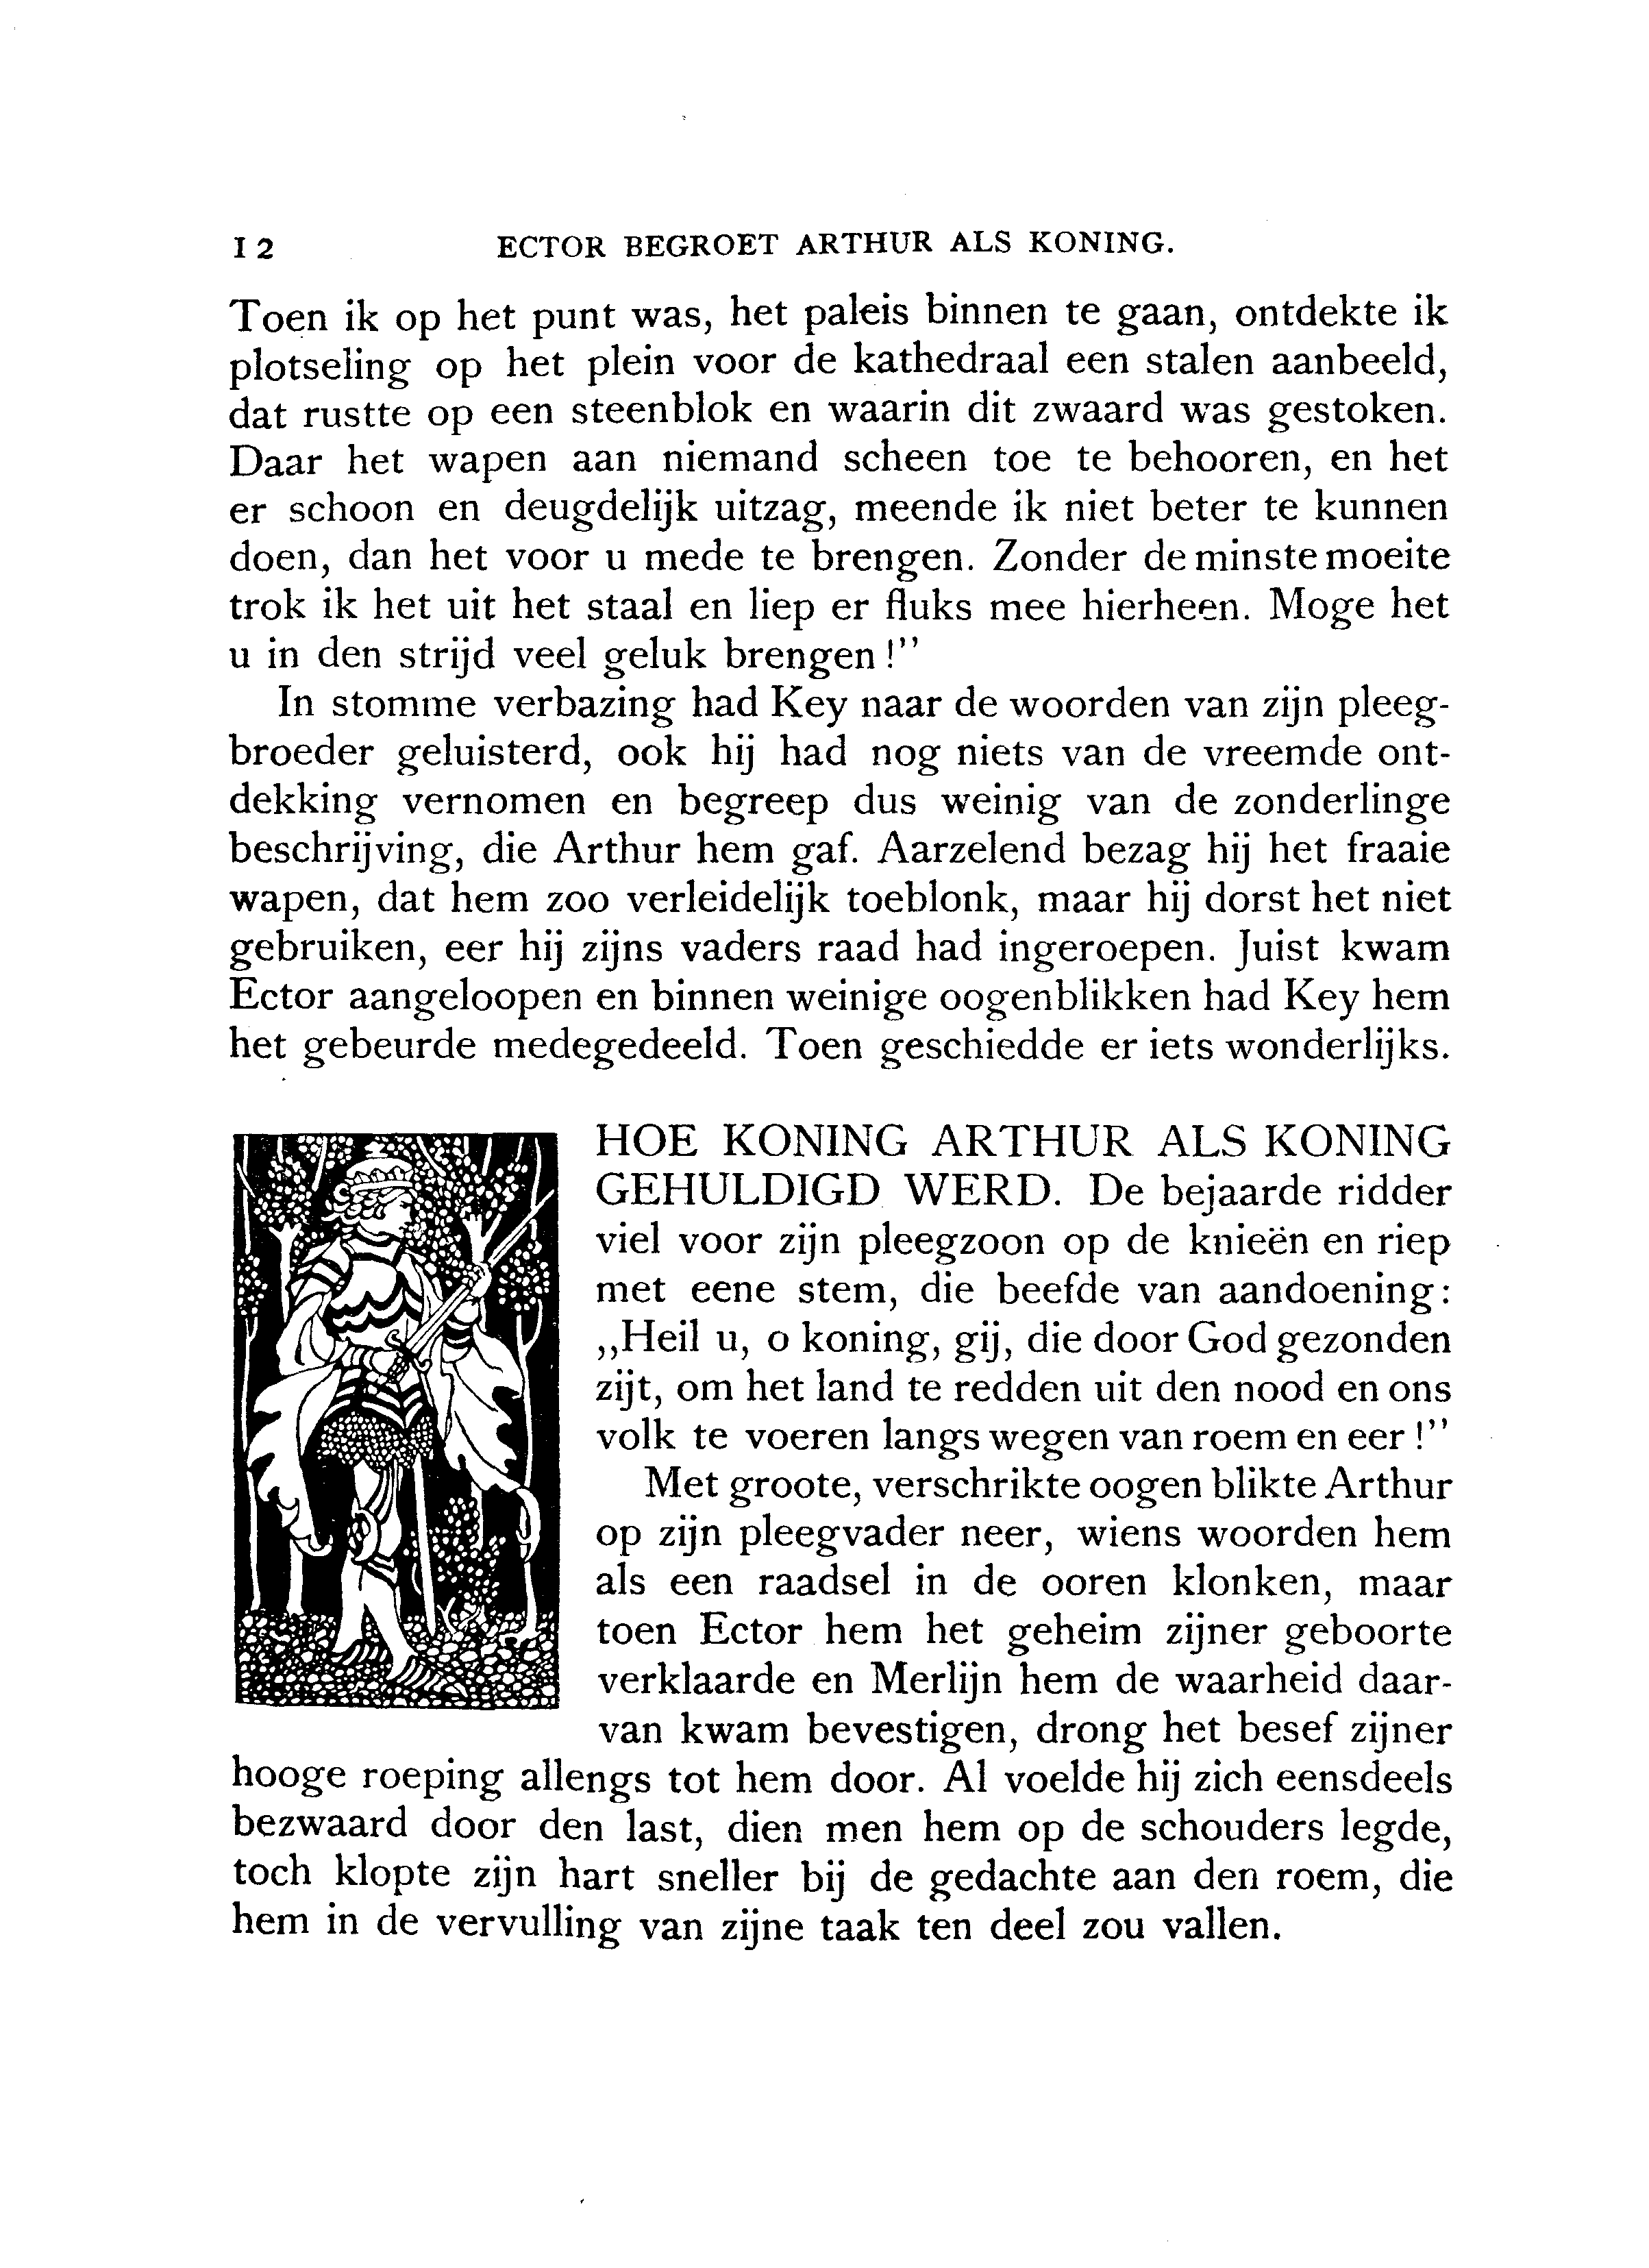 12 ECTOR BEGROET ARTHUR ALS KONING.
Toen ik op het punt was, het paleis binnen te gaan, ontdekte ik
plotseling op het plein voor de kathedraal een stalen aanbeeld,
dat rustte op een steenblok en waarin dit zwaard was gestoken.
Daar het wapen aan niemand scheen toe te behooren, en het
er schoon en deugdelijk uitzag, meende ik niet beter te kunnen
doen, dan het voor u mede te brengen. Zonder de minste moeite
trok ik het uit het staal en liep er fluks mee hierheen. Moge het
u in den strijd veel geluk brengen!”
In stomme verbazing had Key naar de woorden van zijn pleeg-
broeder geluisterd, ook hij had nog niets van de vreemde ont-
dekking vernomen en begreep dus weinig van de zonderlinge
beschrijving, die Arthur hem gaf. Aarzelend bezag hij het fraaie
wapen, dat hem zoo verleidelijk toeblonk, maar hij dorst het niet
gebruiken, eer hij zijns vaders raad had ingeroepen. Juist kwam
Ector aangeloopen en binnen weinige oogenblikken had Key hem
het gebeurde medegedeeld. Toen geschiedde er iets wonderlijks.
HOE KONING ARTHUR ALS KONING
GEHULDIGD WERD. De bejaarde ridder
viel voor zijn pleegzoon op de knieën en riep
met eene stem, die beefde van aandoening:
„Heil u, o koning, gij, die door God gezonden
zijt, om het land te redden uit den nood en ons
volk te voeren langs wegen van roem en eer!”
Met groote, verschrikte oogen blikte Arthur
op zijn pleegvader neer, wiens woorden hem
als een raadsel in de ooren klonken, maar
toen Ector hem het geheim zijner geboorte
verklaarde en Merlijn hem de waarheid daar-
van kwam bevestigen, drong het besef zijner
hooge roeping allengs tot hem door. Al voelde hij zich eensdeels
bezwaard door den last, dien men hem op de schouders legde,
toch klopte zijn hart sneller bij de gedachte aan den roem, die
hem in de vervulling van zijne taak ten deel zou vallen.